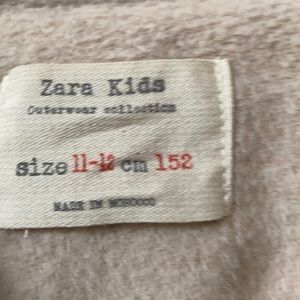 Zara Kids
Outerwear collection
size 11-12 cm 152
MADE IN MOROCCO